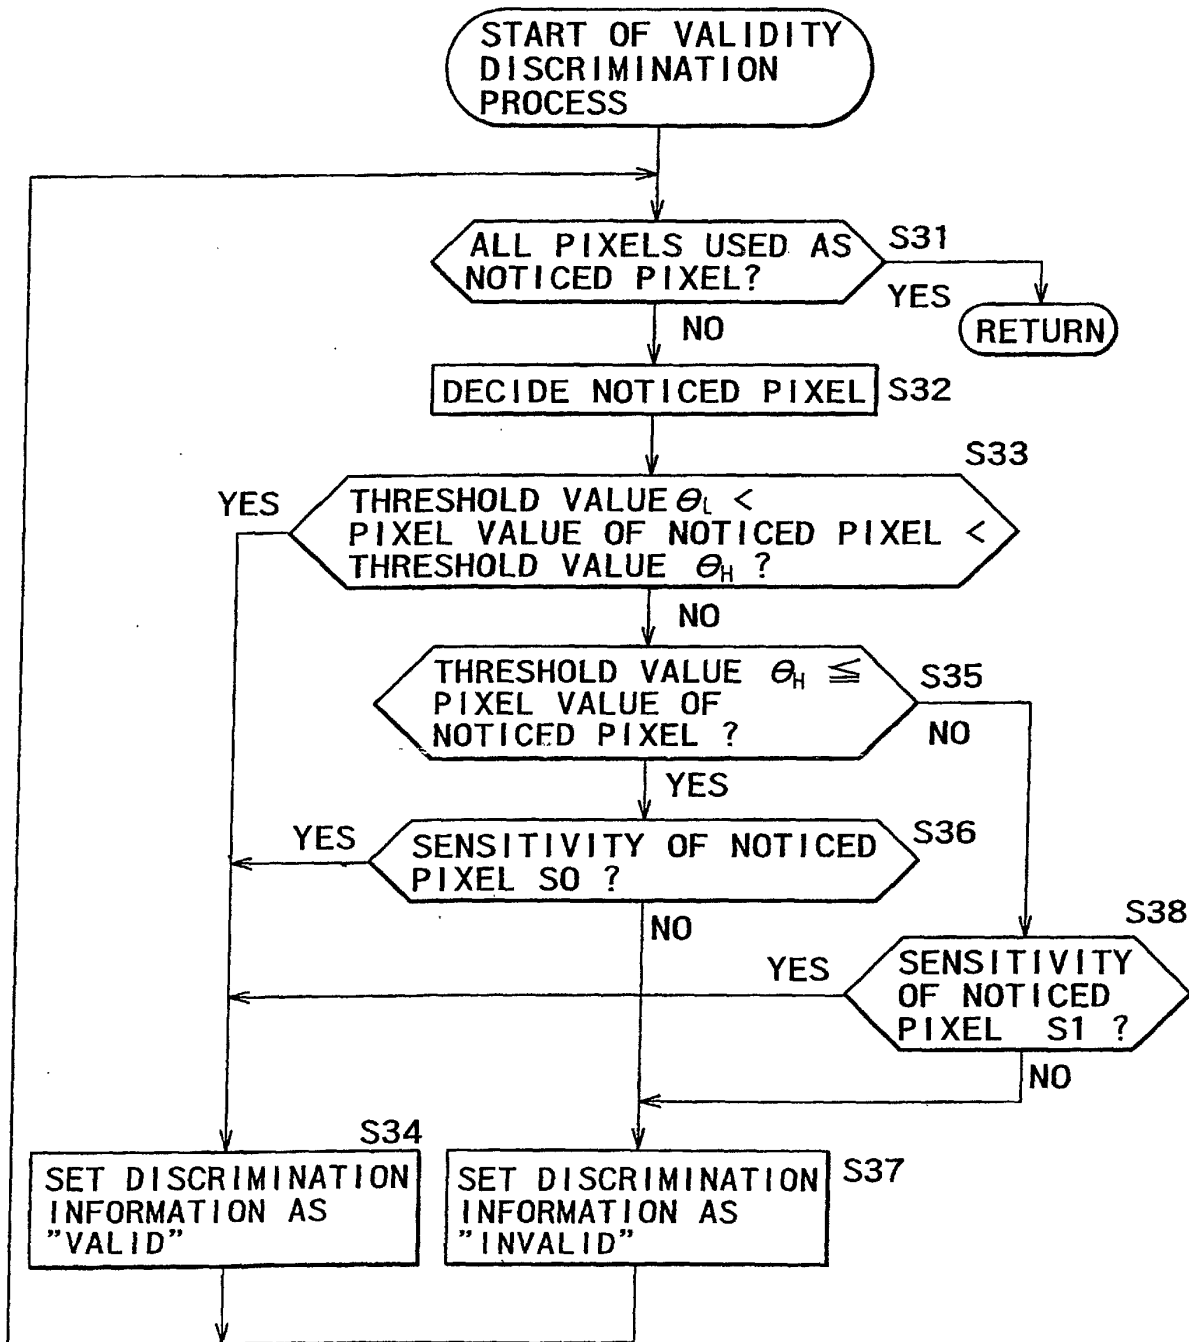 START OF VALIDITY
DISCRIMINATION
PROCESS
ALL PIXELS USED AS
NOTICED PIXEL?
S31
YES
RETURN
NO
DECIDE NOTICED PIXEL
S32
S33
YES
THRESHOLD VALUE θL <
PIXEL VALUE OF NOTICED PIXEL <
THRESHOLD VALUE θH ?
NO
THRESHOLD VALUE θH ≦
PIXEL VALUE OF
NOTICED PIXEL ?
S35
NO
YES
YES
SENSITIVITY OF NOTICED
PIXEL S0 ?
S36
NO
S38
YES
SENSITIVITY
OF NOTICED
PIXEL S1 ?
NO
S34
SET DISCRIMINATION
INFORMATION AS
"VALID"
SET DISCRIMINATION
INFORMATION AS
"INVALID"
S37